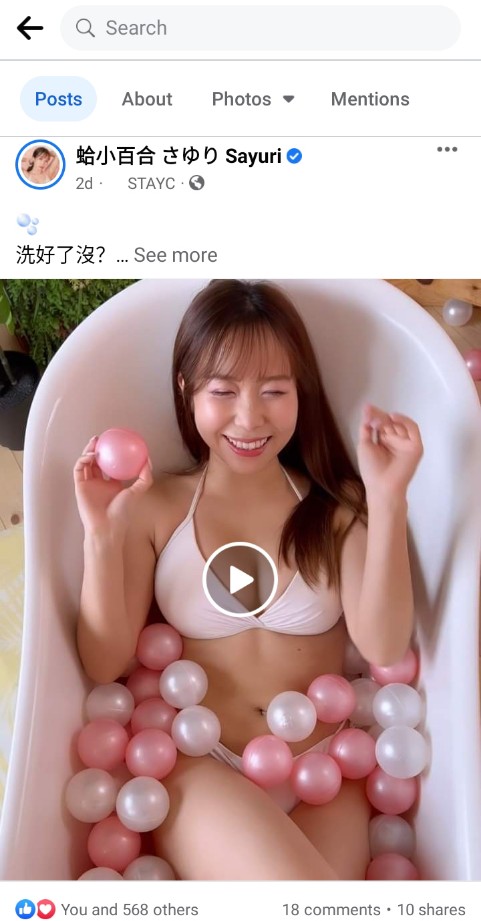 Search
Posts About Photos Mentions
蛤小百合 さゆり Sayuri
2d · STAYC ·
洗好了沒？ ... See more
You and 568 others 18 comments • 10 shares